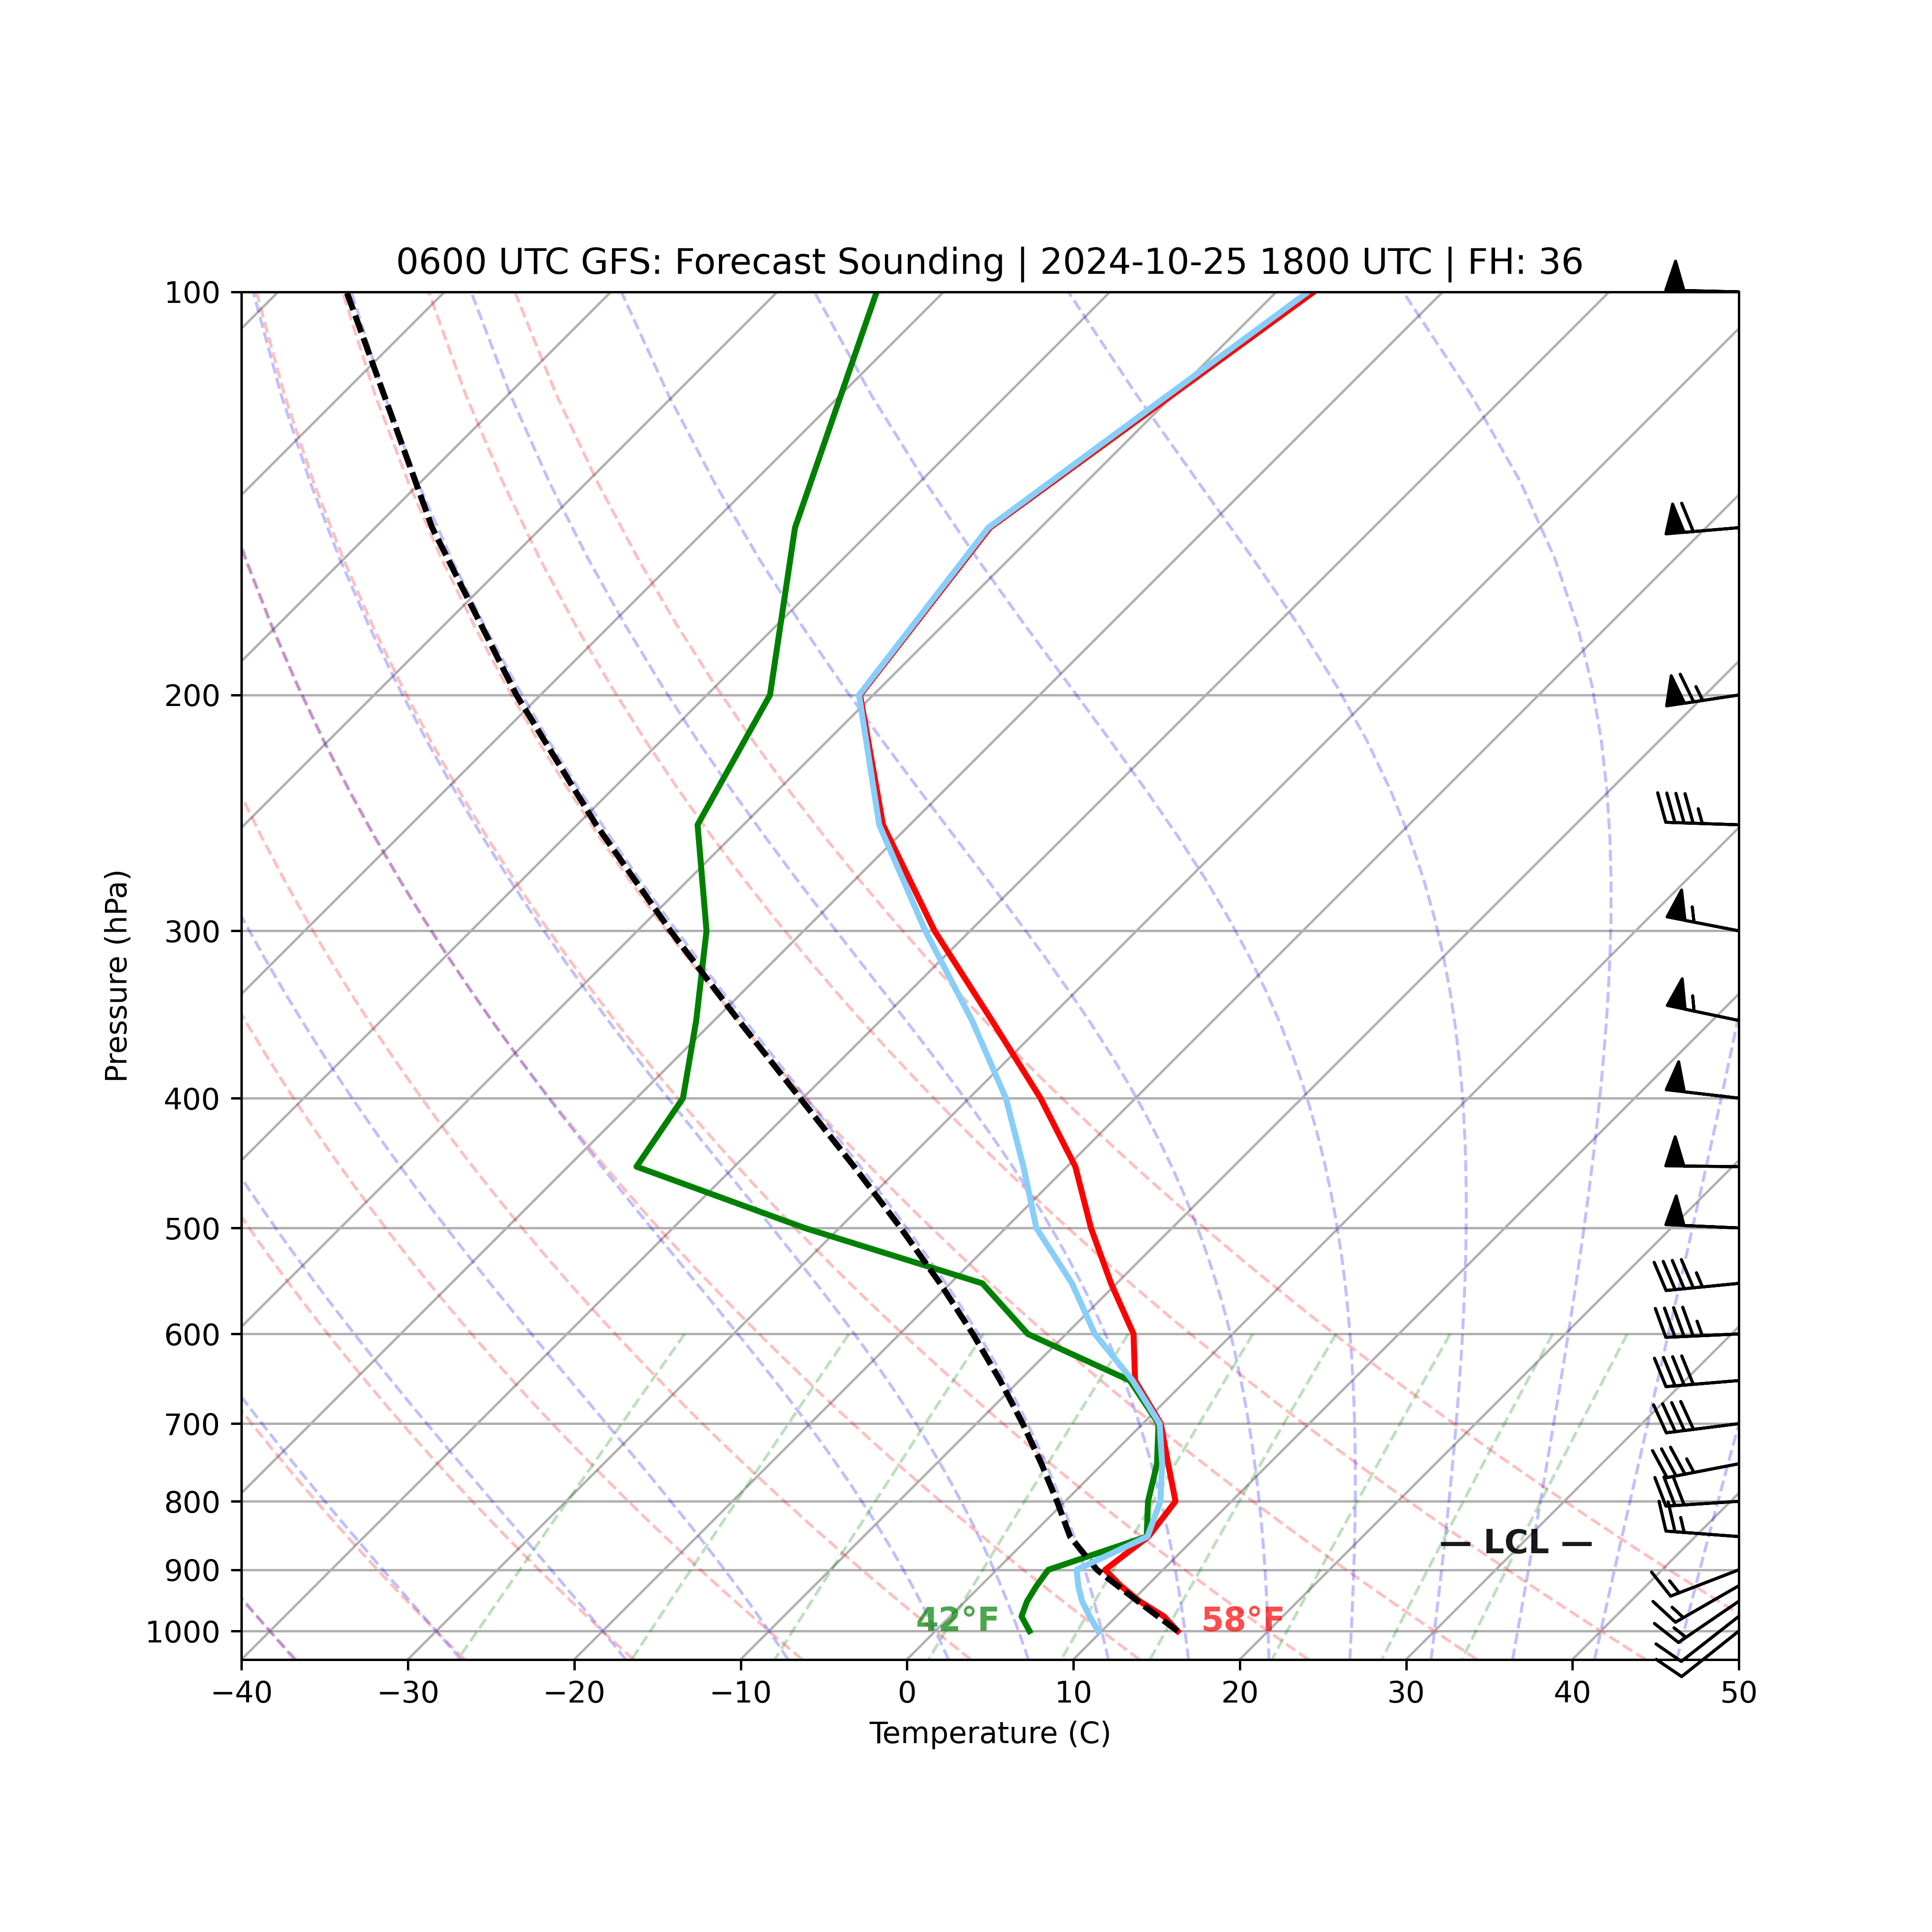 0600 UTC GFS: Forecast Sounding | 2024-10-25 1800 UTC | FH: 36
100
200
300
400
500
600
700
800
900
1000
Pressure (hPa)
— LCL —
42°F
58°F
−40 −30 −20 −10 0 10 20 30 40 50
Temperature (C)